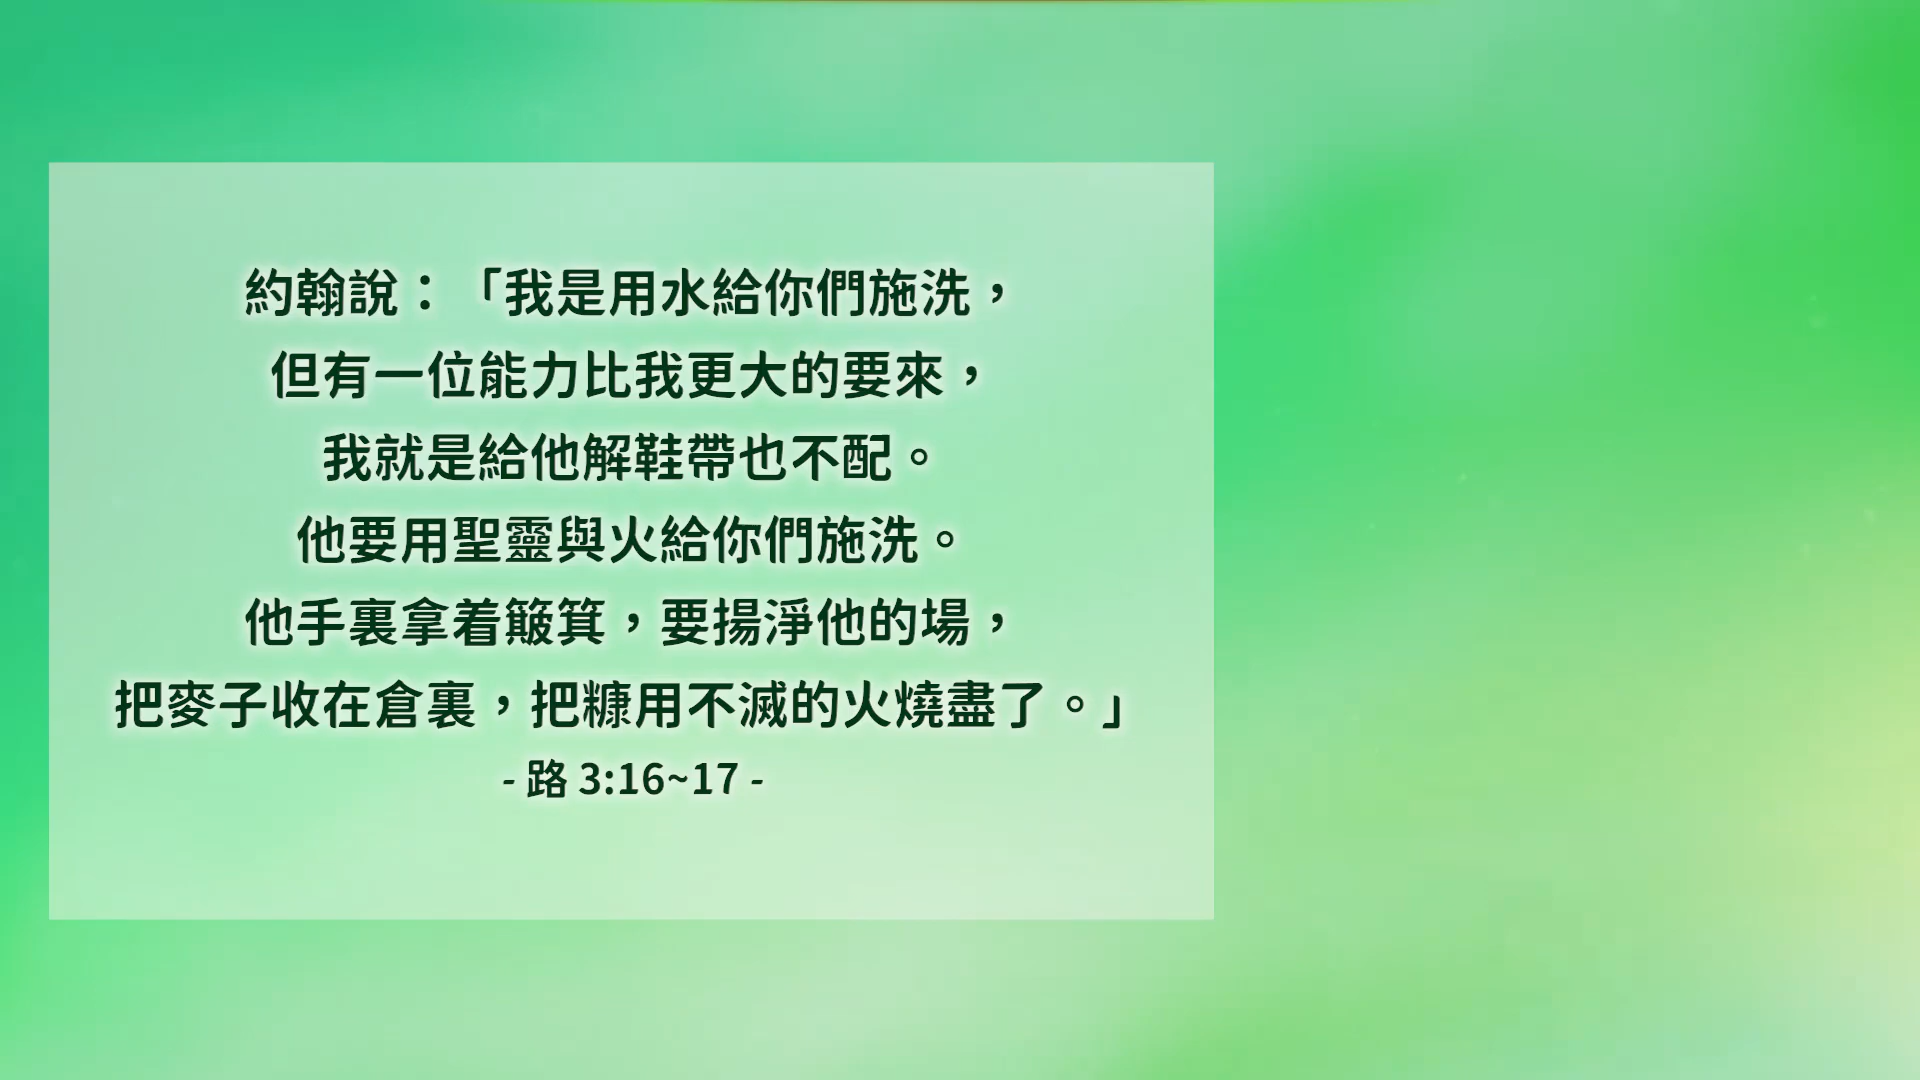 約翰說：「我是用水給你們施洗，
但有一位能力比我更大的要來，
我就是給他解鞋帶也不配。
他要用聖靈與火給你們施洗。
他手裏拿着簸箕，要揚淨他的場，
把麥子收在倉裏，把糠用不滅的火燒盡了。」
- 路 3:16~17 -